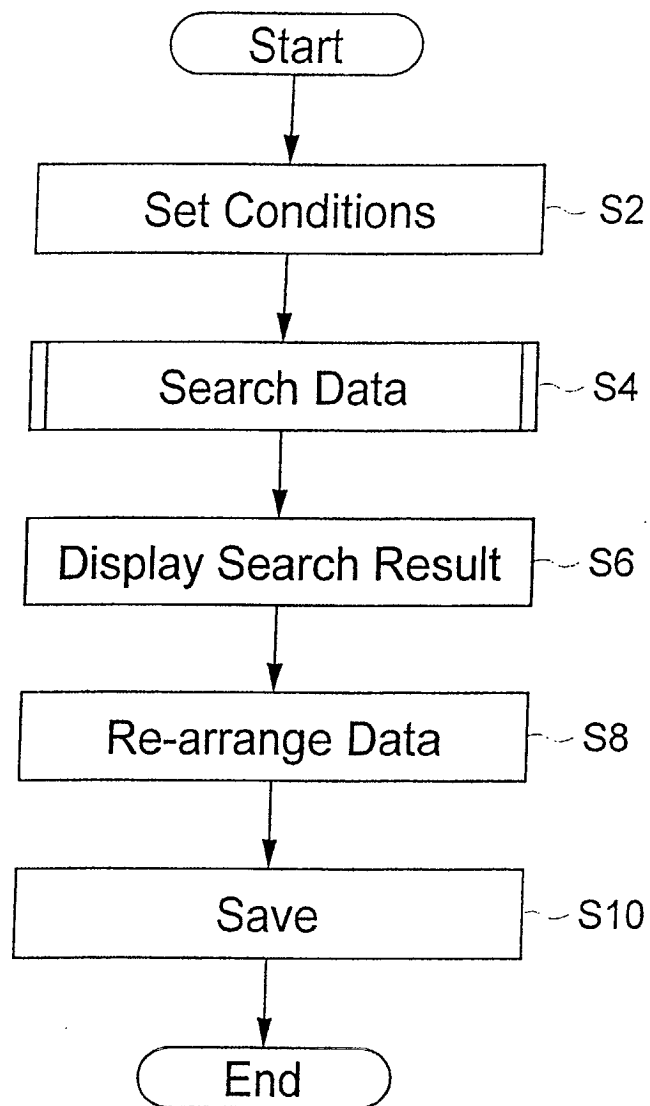 Start
Set Conditions
S2
Search Data
S4
Display Search Result
S6
Re-arrange Data
S8
Save
S10
End